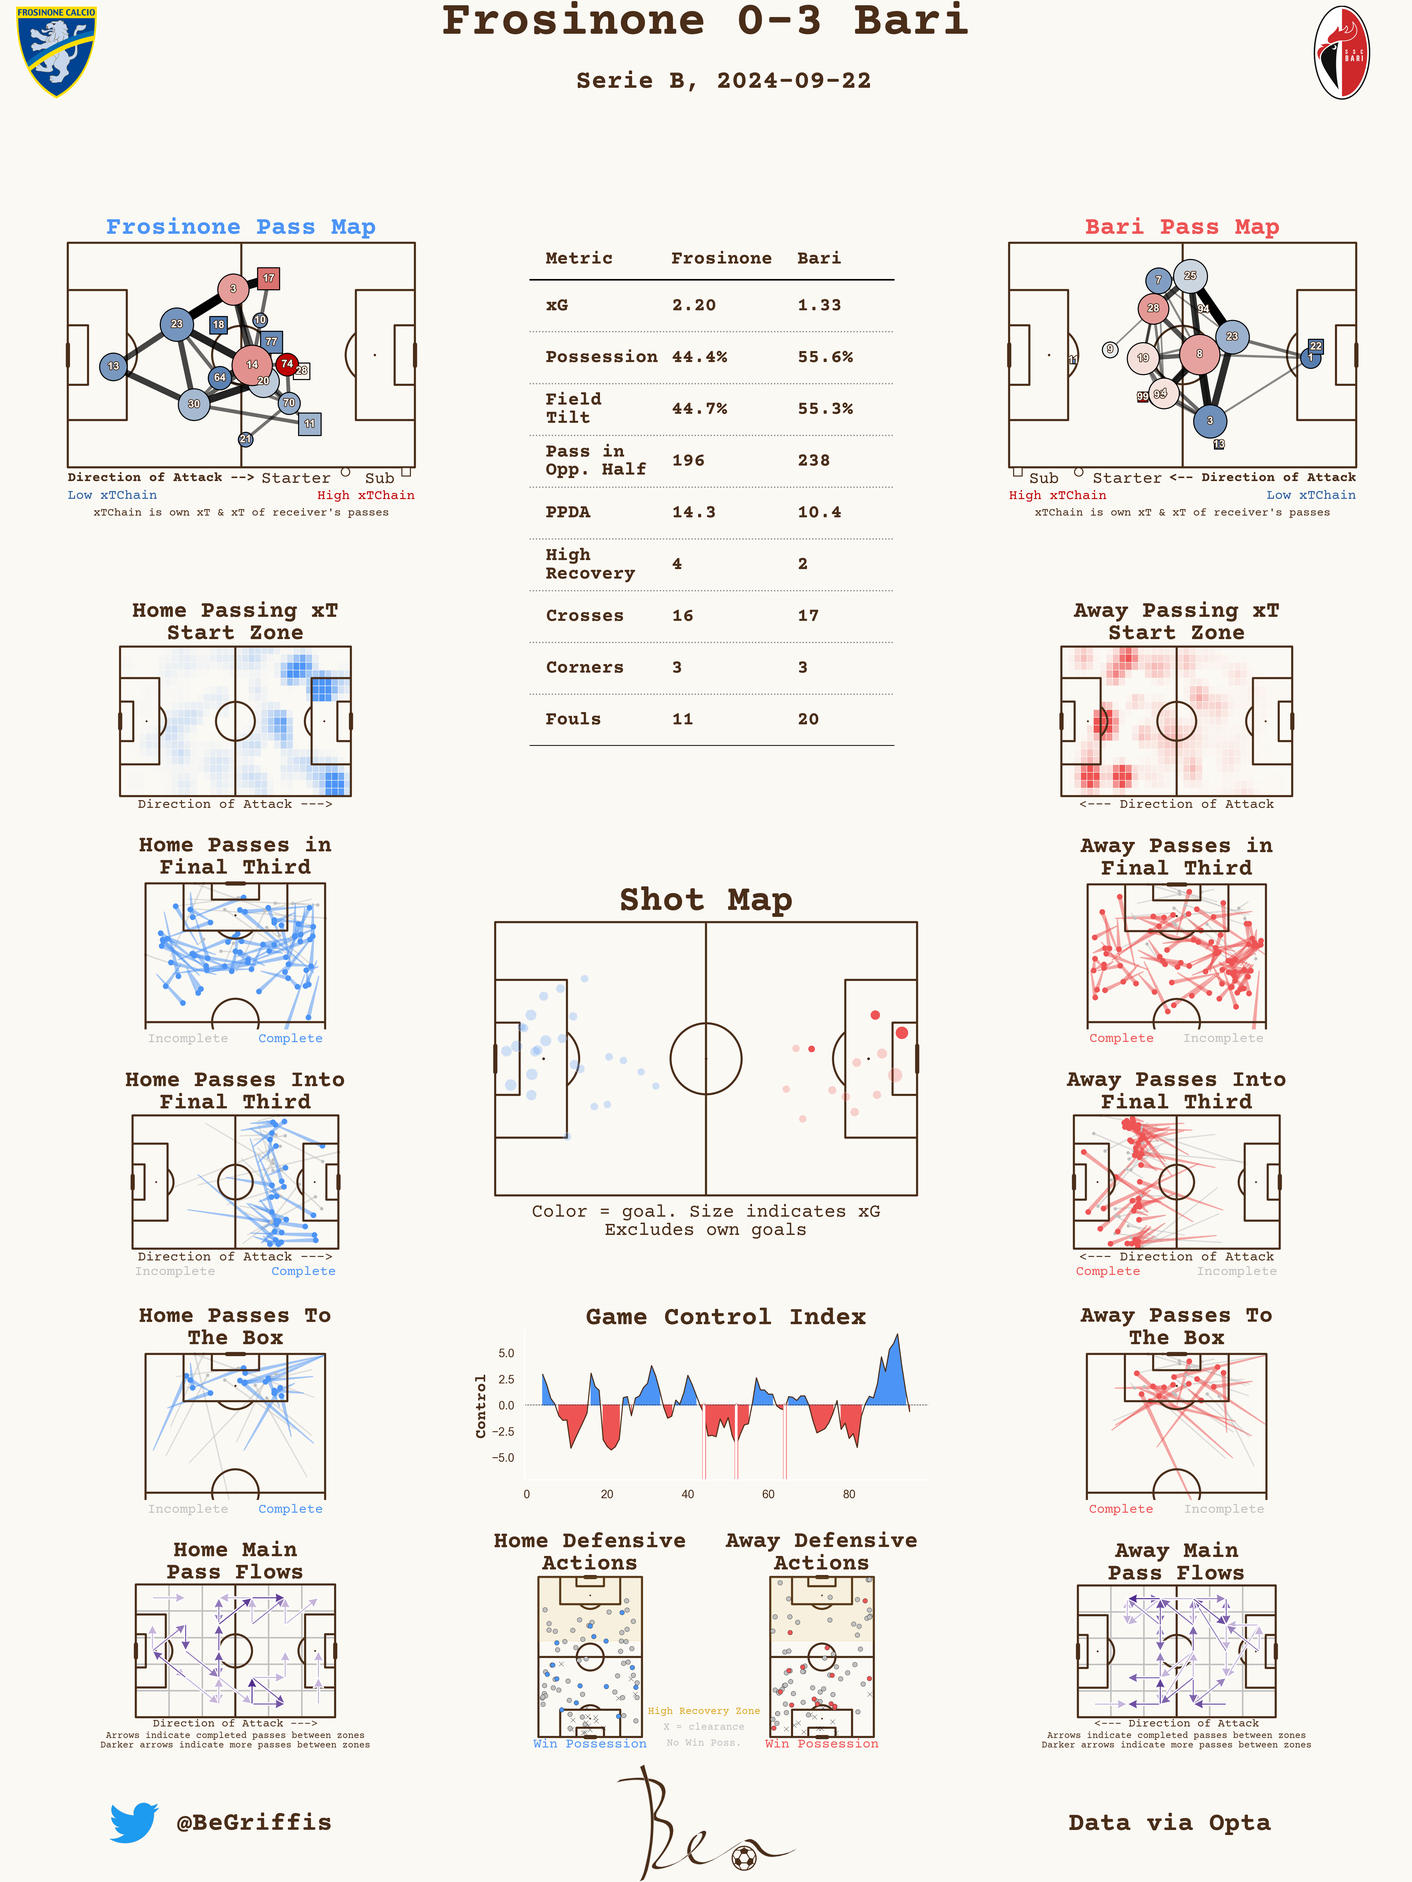 Frosinone 0-3 Bari
Serie B, 2024-09-22
FROSINONE CALCIO
SSC
BARI
Frosinone Pass Map
3
17
23
18
10
77
13
14
74
28
64
20
30
70
11
21
Direction of Attack --> Starter Sub
Low xTChain High xTChain
xTChain is own xT & xT of receiver's passes
Metric Frosinone Bari
xG 2.20 1.33
Possession 44.4% 55.6%
Field
Tilt 44.7% 55.3%
Pass in
Opp. Half 196 238
PPDA 14.3 10.4
High
Recovery 4 2
Crosses 16 17
Corners 3 3
Fouls 11 20
Bari Pass Map
7
25
28
94
23
9
22
11
19
8
1
99
3
13
Sub Starter <-- Direction of Attack
High xTChain Low xTChain
xTChain is own xT & xT of receiver's passes
Home Passing xT
Start Zone
Direction of Attack --->
Away Passing xT
Start Zone
<--- Direction of Attack
Home Passes in
Final Third
Incomplete Complete
Away Passes in
Final Third
Complete Incomplete
Shot Map
Color = goal. Size indicates xG
Excludes own goals
Home Passes Into
Final Third
Direction of Attack --->
Incomplete Complete
Away Passes Into
Final Third
<--- Direction of Attack
Complete Incomplete
Home Passes To
The Box
Incomplete Complete
Game Control Index
Control
5.0
2.5
0.0
−2.5
−5.0
0 20 40 60 80
Away Passes To
The Box
Complete Incomplete
Home Main
Pass Flows
Direction of Attack --->
Arrows indicate completed passes between zones
Darker arrows indicate more passes between zones
Home Defensive
Actions
Win Possession
High Recovery Zone
X = clearance
No Win Poss.
Away Defensive
Actions
Win Possession
Away Main
Pass Flows
<--- Direction of Attack
Arrows indicate completed passes between zones
Darker arrows indicate more passes between zones
@BeGriffis
Ben
Data via Opta